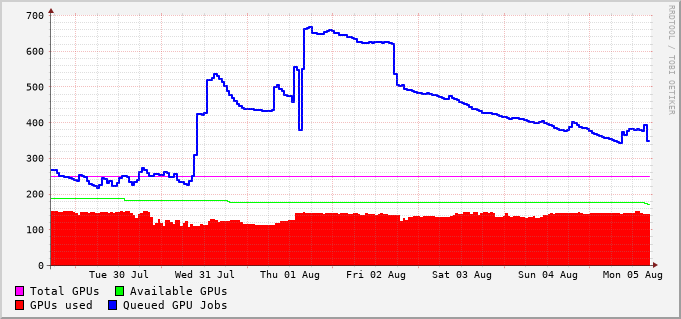 700
600
500
400
300
200
100
0
Tue 30 Jul Wed 31 Jul Thu 01 Aug Fri 02 Aug Sat 03 Aug Sun 04 Aug Mon 05 Aug
Total GPUs Available GPUs
GPUs used Queued GPU Jobs
RRDTOOL / TOBI OETIKER